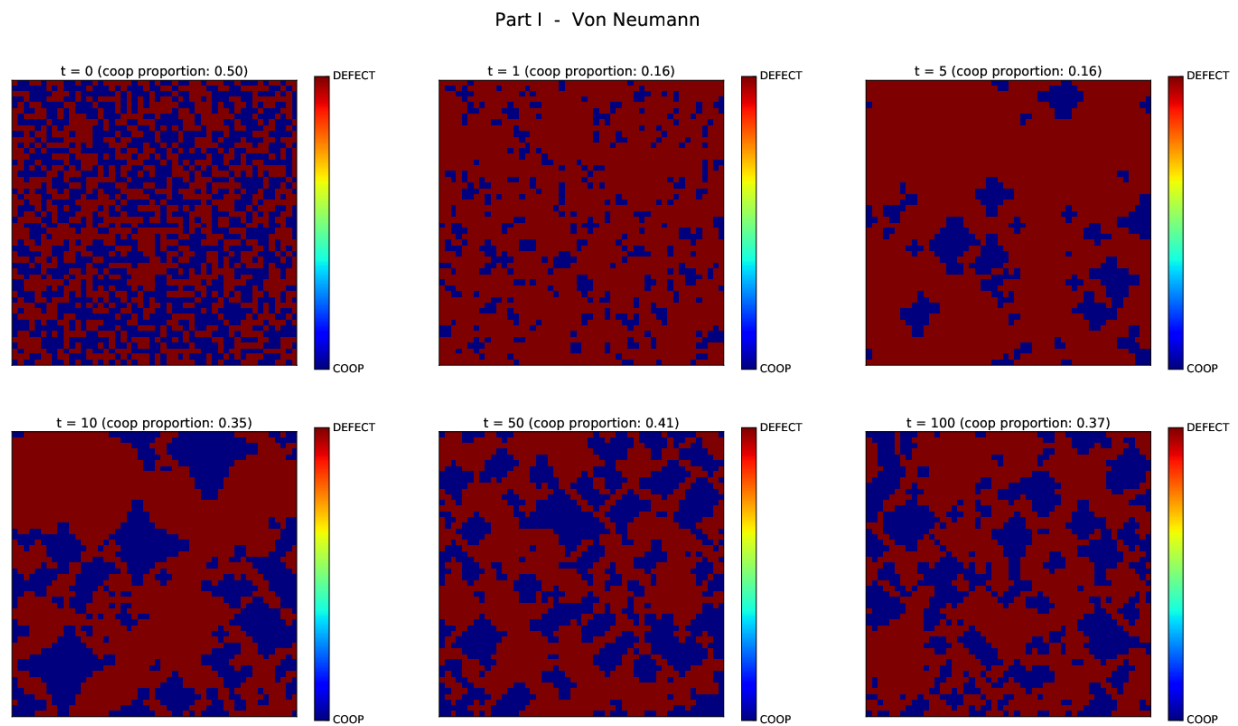 Part I - Von Neumann
t = 0 (coop proportion: 0.50)
DEFECT
COOP
t = 1 (coop proportion: 0.16)
DEFECT
COOP
t = 5 (coop proportion: 0.16)
DEFECT
COOP
t = 10 (coop proportion: 0.35)
DEFECT
COOP
t = 50 (coop proportion: 0.41)
DEFECT
COOP
t = 100 (coop proportion: 0.37)
DEFECT
COOP